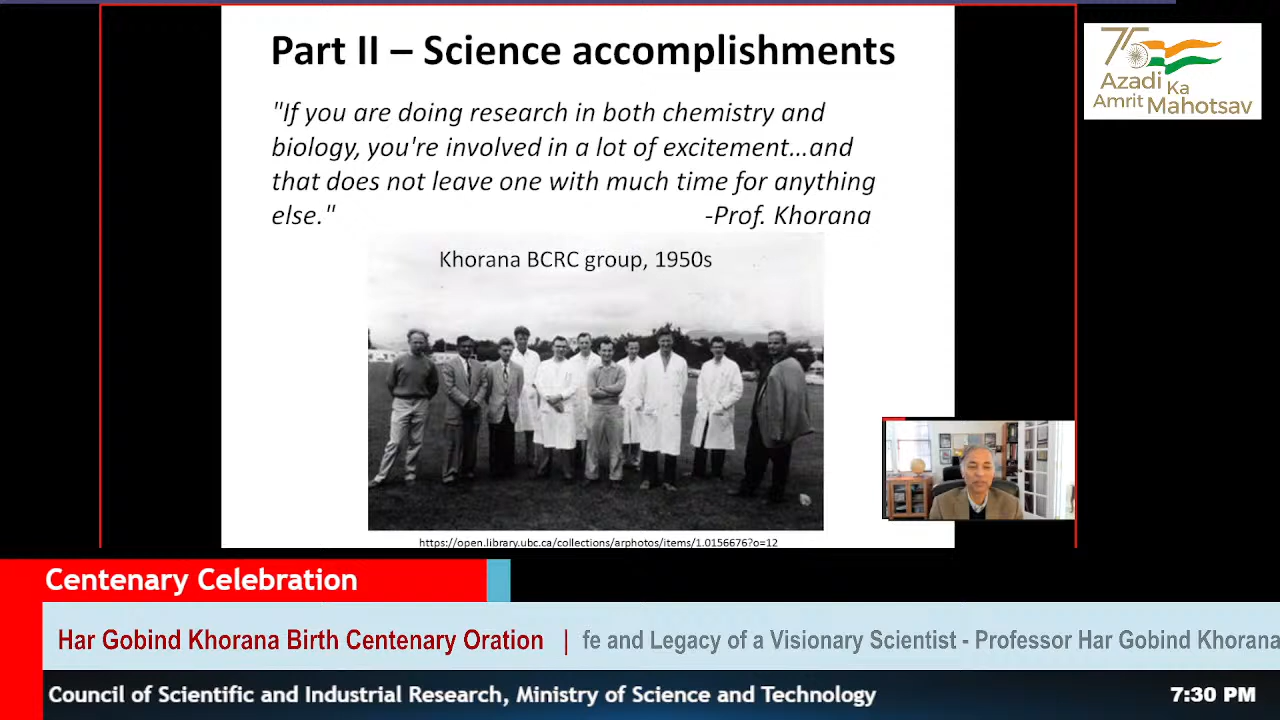 Part II – Science accomplishments
"If you are doing research in both chemistry and
biology, you're involved in a lot of excitement...and
that does not leave one with much time for anything
else."
-Prof. Khorana
Khorana BCRC group, 1950s
https://open.library.ubc.ca/collections/arphotos/items/1.0156676?o=12
75
Azadi
Ka
Amrit Mahotsav
Centenary Celebration
Har Gobind Khorana Birth Centenary Oration | fe and Legacy of a Visionary Scientist - Professor Har Gobind Khorana
Council of Scientific and Industrial Research, Ministry of Science and Technology
7:30 PM